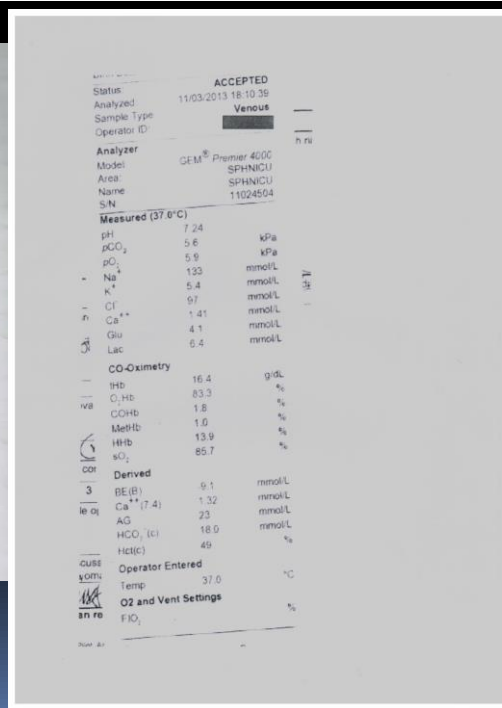 Status ACCEPTED
Analyzed 11/03/2013 18:10:39
Sample Type Venous
Operator ID
Analyzer
Model: GEM® Premier 4000
Area: SPHNICU
Name SPHNICU
S/N 11024504
Measured (37.0°C)
pH 7.24
pCO₂ 5.6 kPa
pO₂ 5.9 kPa
Na⁺ 133 mmol/L
K⁺ 5.4 mmol/L
Cl⁻ 97 mmol/L
Ca⁺⁺ 1.41 mmol/L
Glu 4.1 mmol/L
Lac 6.4 mmol/L
CO-Oximetry
tHb 16.4 g/dL
O₂Hb 83.3 %
COHb 1.8 %
MetHb 1.0 %
HHb 13.9 %
sO₂ 85.7 %
Derived
BE(B) -9.1 mmol/L
Ca⁺⁺(7.4) 1.32 mmol/L
AG 23 mmol/L
HCO₃⁻(c) 18.0 mmol/L
Hct(c) 49 %
Operator Entered
Temp 37.0 °C
O2 and Vent Settings
FIO₂ %